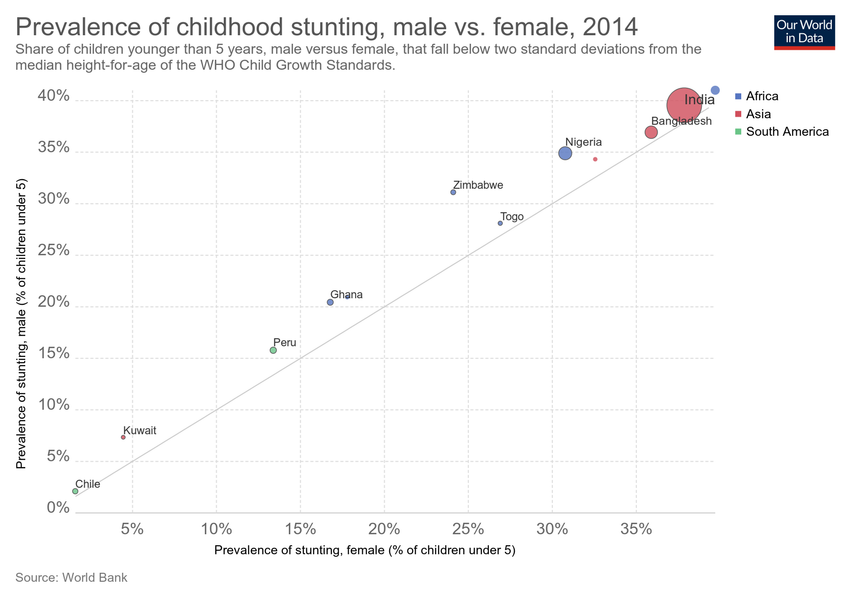 Prevalence of childhood stunting, male vs. female, 2014
Our World
in Data
Share of children younger than 5 years, male versus female, that fall below two standard deviations from the
median height-for-age of the WHO Child Growth Standards.
Prevalence of stunting, male (% of children under 5)
40%
35%
30%
25%
20%
15%
10%
5%
0%
India
Bangladesh
Nigeria
Zimbabwe
Togo
Ghana
Peru
Kuwait
Chile
Africa
Asia
South America
5%
10%
15%
20%
25%
30%
35%
Prevalence of stunting, female (% of children under 5)
Source: World Bank